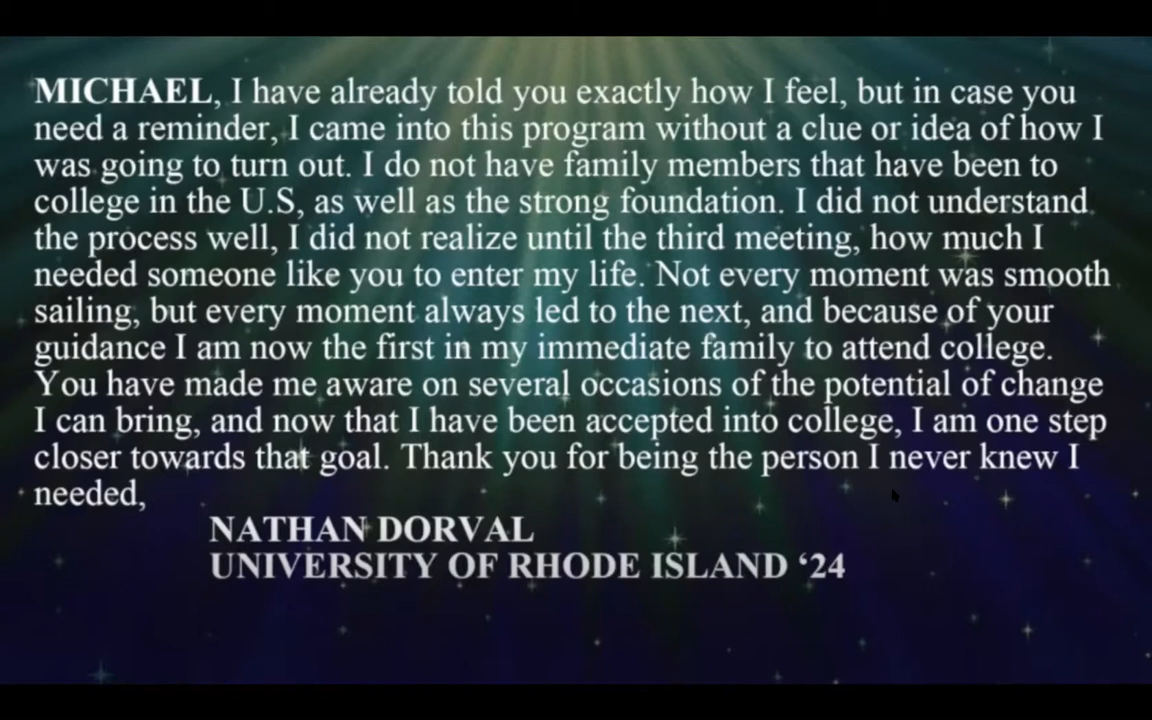 MICHAEL, I have already told you exactly how I feel, but in case you
need a reminder, I came into this program without a clue or idea of how I
was going to turn out. I do not have family members that have been to
college in the U.S, as well as the strong foundation. I did not understand
the process well, I did not realize until the third meeting, how much I
needed someone like you to enter my life. Not every moment was smooth
sailing, but every moment always led to the next, and because of your
guidance I am now the first in my immediate family to attend college.
You have made me aware on several occasions of the potential of change
I can bring, and now that I have been accepted into college, I am one step
closer towards that goal. Thank you for being the person I never knew I
needed,
NATHAN DORVAL
UNIVERSITY OF RHODE ISLAND ‘24